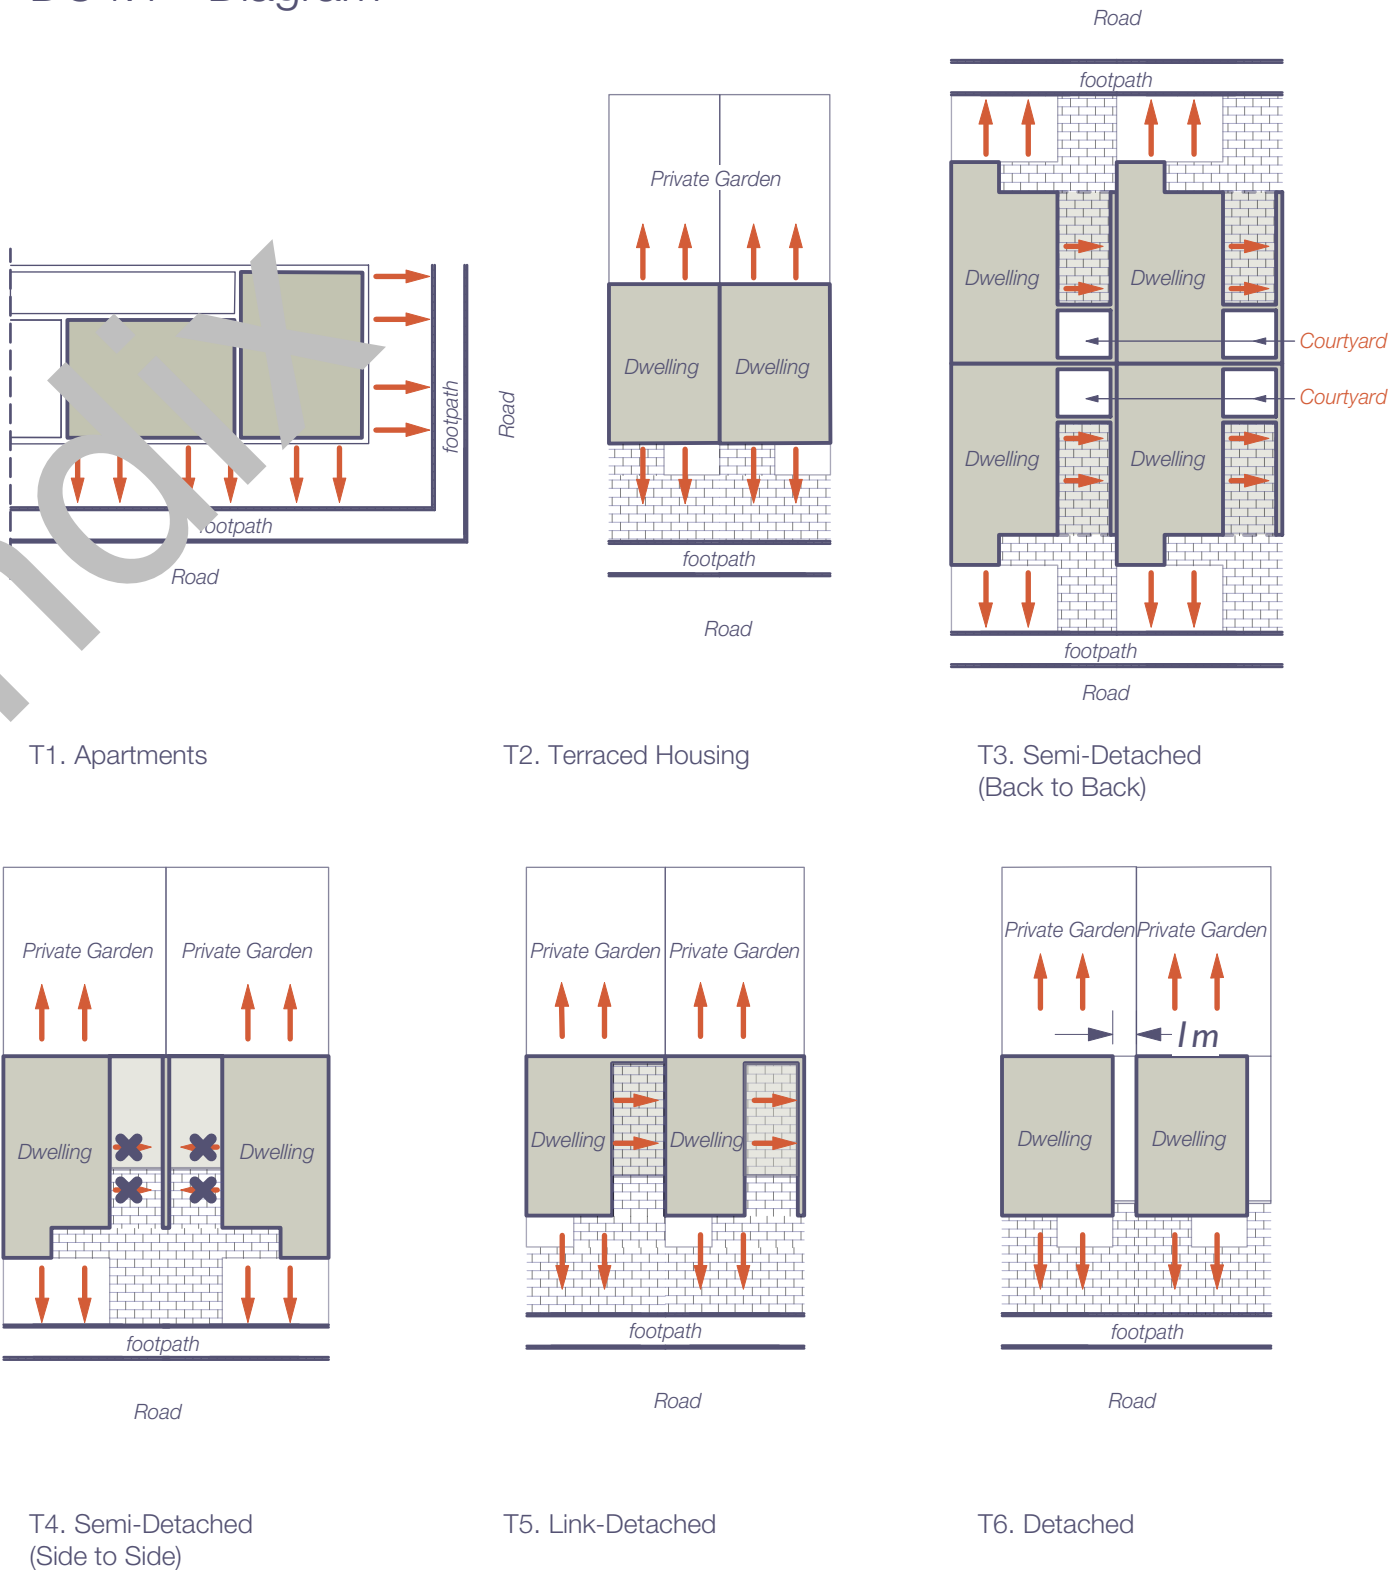 Diagram
Road
footpath
Private Garden
Dwelling
Dwelling
footpath
Road
Dwelling
Dwelling
Courtyard
Courtyard
Dwelling
Dwelling
footpath
Road
footpath
Road
footpath
Road
T1. Apartments
T2. Terraced Housing
T3. Semi-Detached
(Back to Back)
Private Garden
Private Garden
Dwelling
Dwelling
footpath
Road
Private Garden
Private Garden
Dwelling
Dwelling
footpath
Road
Private Garden
Private Garden
1m
Dwelling
Dwelling
footpath
Road
T4. Semi-Detached
(Side to Side)
T5. Link-Detached
T6. Detached